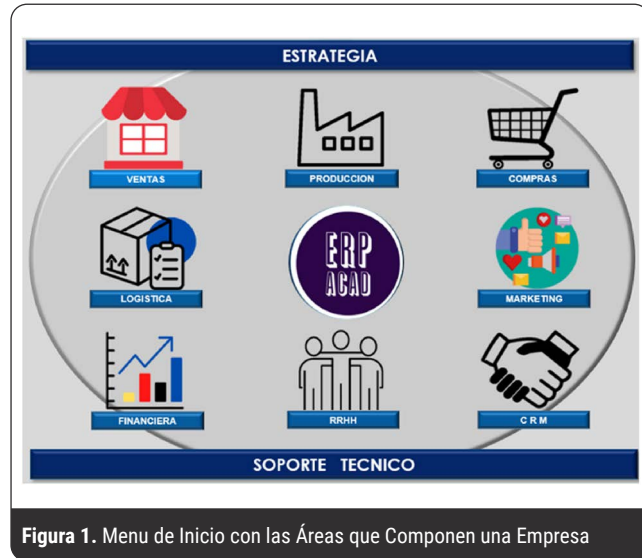 ESTRATEGIA
VENTAS
PRODUCCION
COMPRAS
LOGISTICA
ERP
ACAD
MARKETING
FINANCIERA
RRHH
C R M
SOPORTE TECNICO
Figura 1. Menu de Inicio con las Áreas que Componen una Empresa